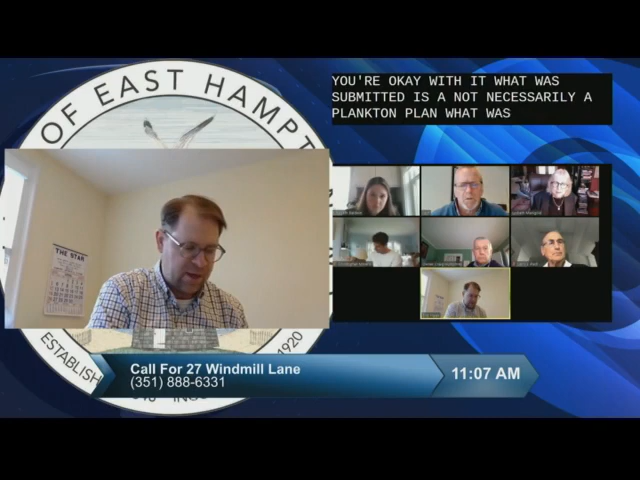 YOU'RE OKAY WITH IT WHAT WAS
SUBMITTED IS A NOT NECESSARILY A
PLANKTON PLAN WHAT WAS
OF EAST HAMPT
THE STAR
ESTABLISH
1920
Call For 27 Windmill Lane
(351) 888-6331
11:07 AM